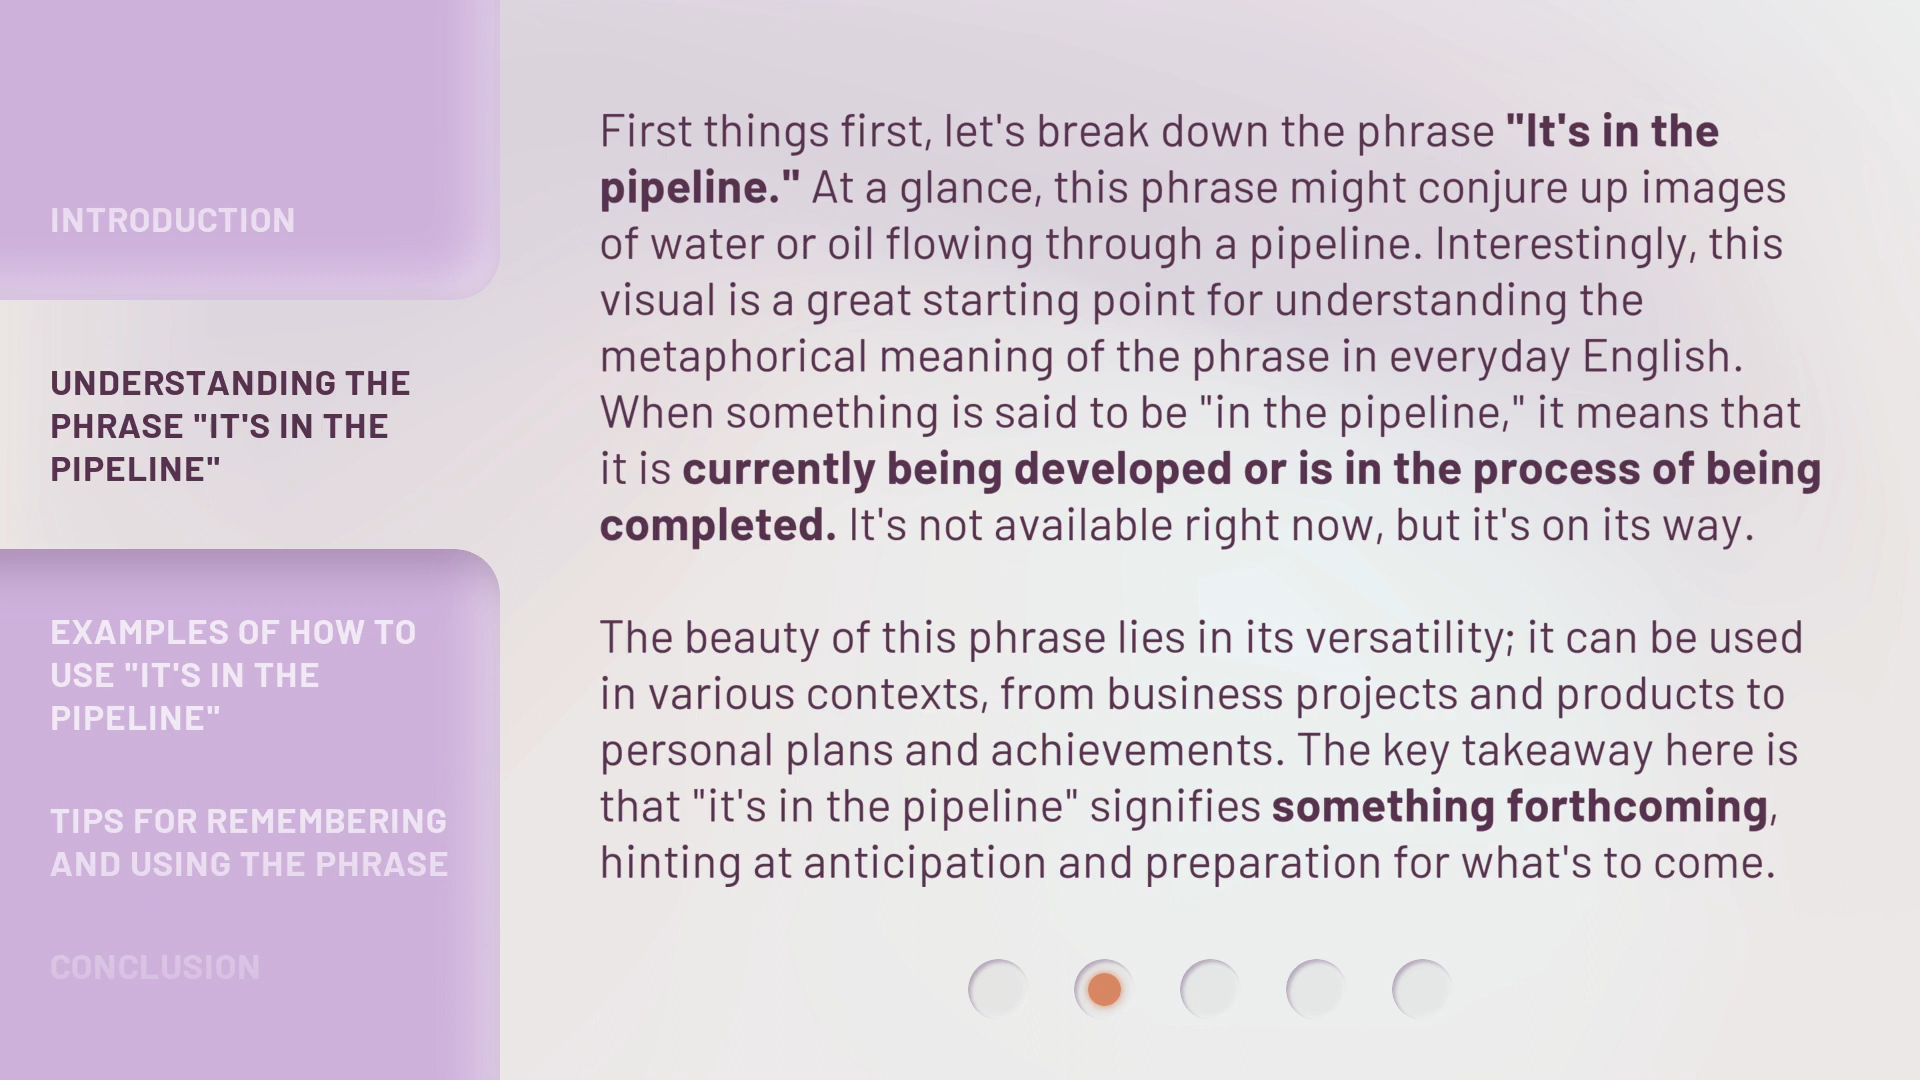 INTRODUCTION
UNDERSTANDING THE
PHRASE "IT'S IN THE
PIPELINE"
EXAMPLES OF HOW TO
USE "IT'S IN THE
PIPELINE"
TIPS FOR REMEMBERING
AND USING THE PHRASE
CONCLUSION
First things first, let's break down the phrase "It's in the
pipeline." At a glance, this phrase might conjure up images
of water or oil flowing through a pipeline. Interestingly, this
visual is a great starting point for understanding the
metaphorical meaning of the phrase in everyday English.
When something is said to be "in the pipeline," it means that
it is currently being developed or is in the process of being
completed. It's not available right now, but it's on its way.
The beauty of this phrase lies in its versatility; it can be used
in various contexts, from business projects and products to
personal plans and achievements. The key takeaway here is
that "it's in the pipeline" signifies something forthcoming,
hinting at anticipation and preparation for what's to come.